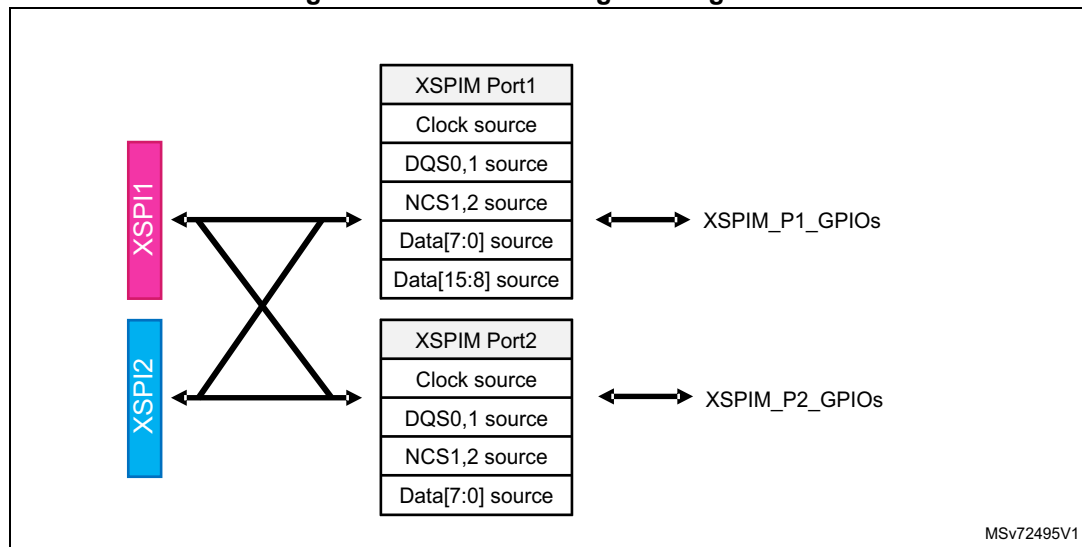 XSPI1
XSPIM Port1
Clock source
DQS0,1 source
NCS1,2 source
Data[7:0] source
Data[15:8] source
XSPIM_P1_GPIOs
XSPI2
XSPIM Port2
Clock source
DQS0,1 source
NCS1,2 source
Data[7:0] source
XSPIM_P2_GPIOs
MSv72495V1